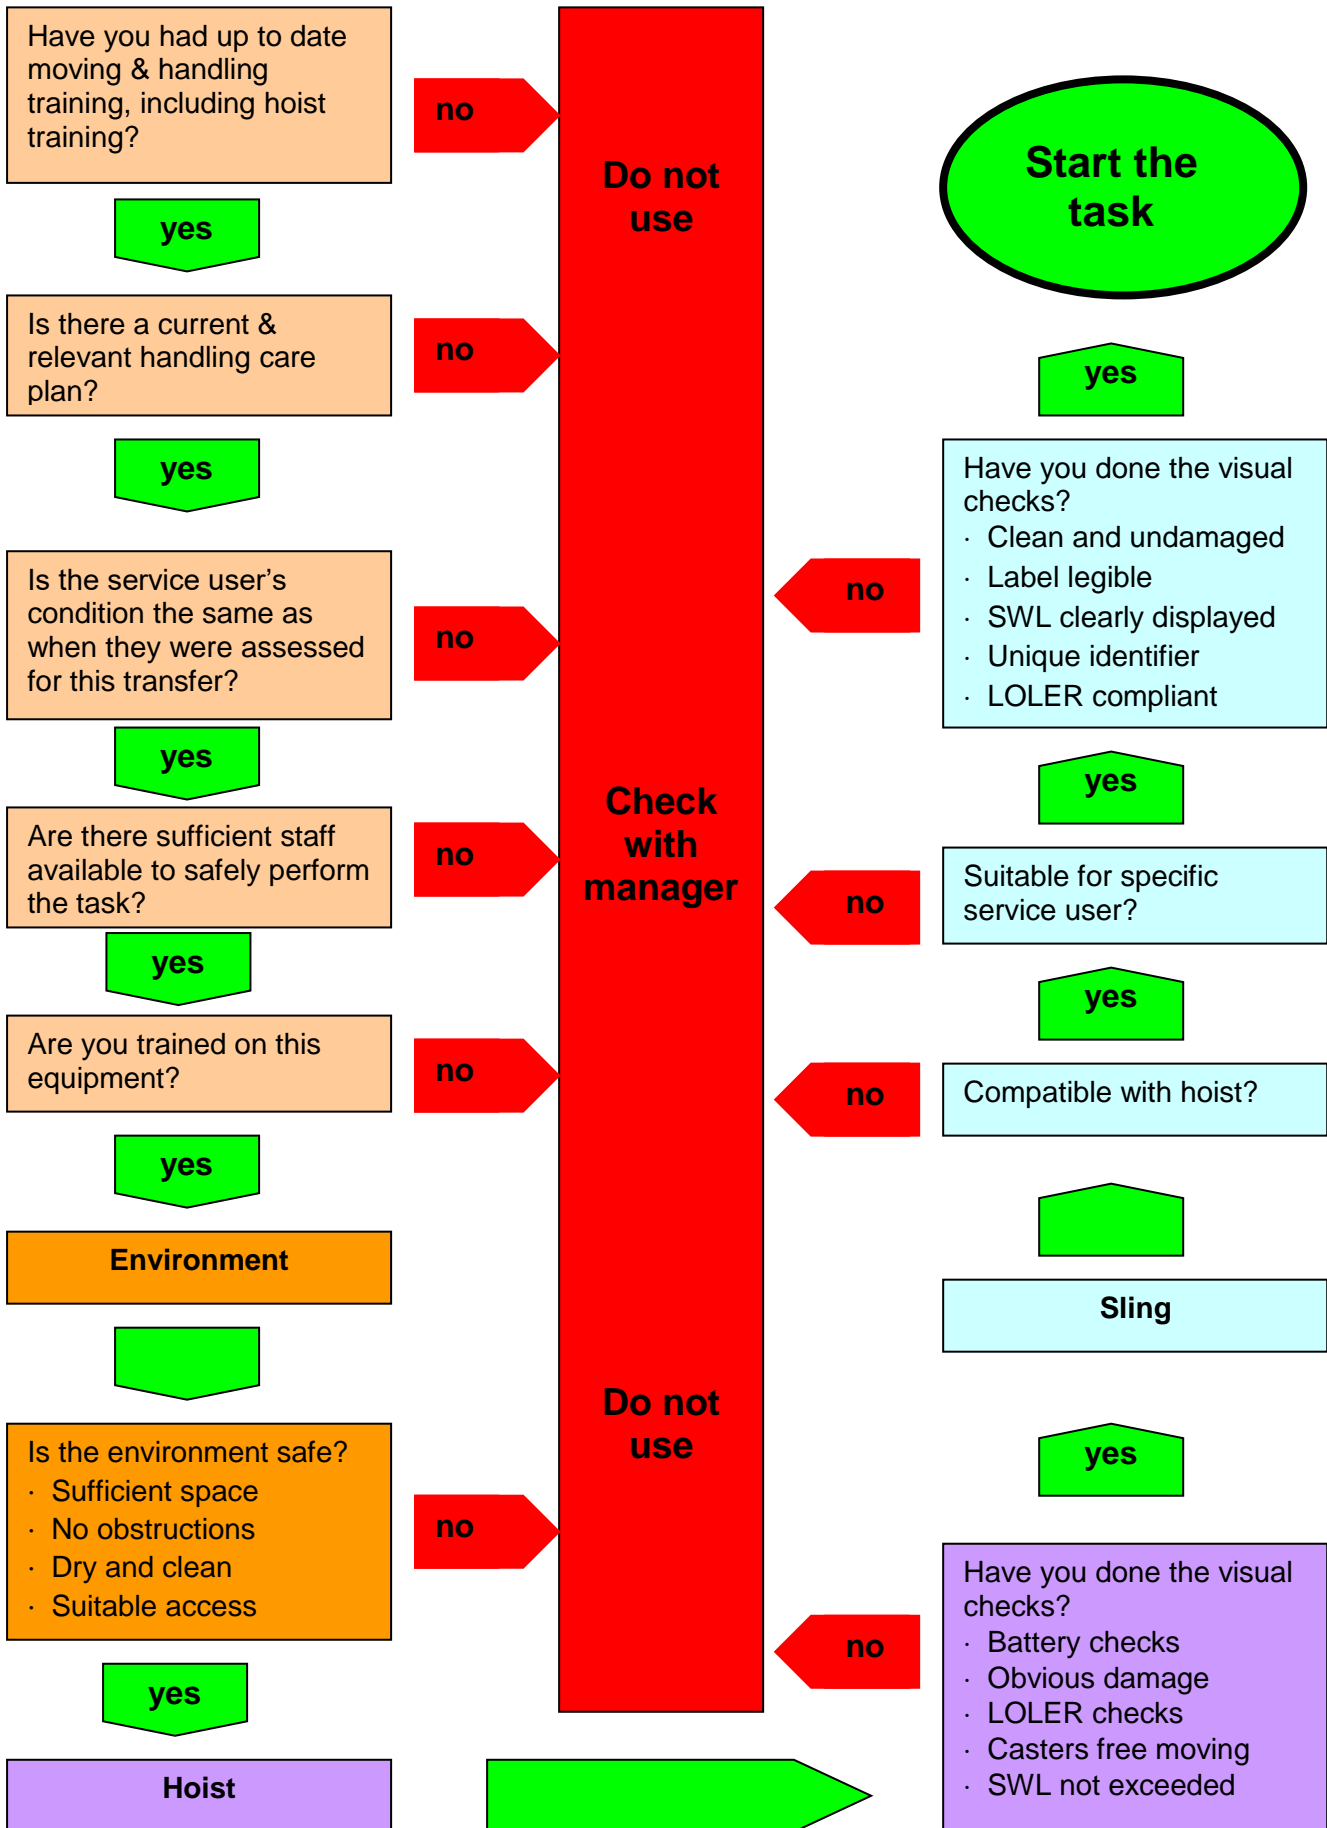 Have you had up to date
moving & handling
training, including hoist
training?
no
yes
Is there a current &
relevant handling care
plan?
no
yes
Is the service user’s
condition the same as
when they were assessed
for this transfer?
no
yes
Are there sufficient staff
available to safely perform
the task?
no
yes
Are you trained on this
equipment?
no
yes
Environment
Is the environment safe?
· Sufficient space
· No obstructions
· Dry and clean
· Suitable access
no
yes
Hoist
Do not
use
Check
with
manager
Do not
use
Have you done the visual
checks?
· Battery checks
· Obvious damage
· LOLER checks
· Casters free moving
· SWL not exceeded
no
yes
Sling
Compatible with hoist?
no
yes
Suitable for specific
service user?
no
yes
Have you done the visual
checks?
· Clean and undamaged
· Label legible
· SWL clearly displayed
· Unique identifier
· LOLER compliant
no
yes
Start the
task